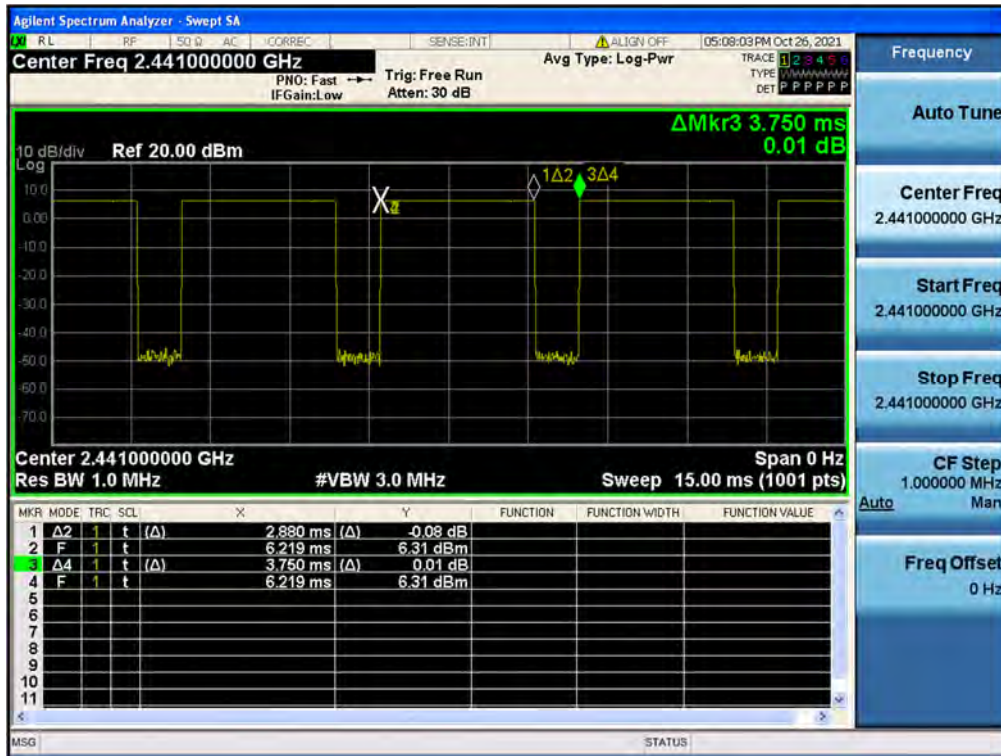 Agilent Spectrum Analyzer - Swept SA
LXI RL RF 50 Ω AC CORREC SENSE:INT ALIGN OFF 05:08:03 PM Oct 26, 2021
Center Freq 2.441000000 GHz
PNO: Fast
IFGain:Low
Trig: Free Run
Atten: 30 dB
Avg Type: Log-Pwr
TRACE 1 2 3 4 5 6
TYPE
DET P P P P P P
ΔMkr3 3.750 ms
0.01 dB
10 dB/div Ref 20.00 dBm
Log
1Δ2 3Δ4
10.0
0.00
-10.0
-20.0
-30.0
-40.0
-50.0
-60.0
-70.0
Center 2.441000000 GHz Span 0 Hz
Res BW 1.0 MHz #VBW 3.0 MHz Sweep 15.00 ms (1001 pts)
MKR MODE TRC SCL X Y FUNCTION FUNCTION WIDTH FUNCTION VALUE
1 Δ2 1 t (Δ) 2.880 ms (Δ) -0.08 dB
2 F 1 t 6.219 ms 6.31 dBm
3 Δ4 1 t (Δ) 3.750 ms (Δ) 0.01 dB
4 F 1 t 6.219 ms 6.31 dBm
5
6
7
8
9
10
11
MSG STATUS
Frequency
Auto Tune
Center Freq
2.441000000 GHz
Start Freq
2.441000000 GHz
Stop Freq
2.441000000 GHz
CF Step
1.000000 MHz
Auto Man
Freq Offset
0 Hz